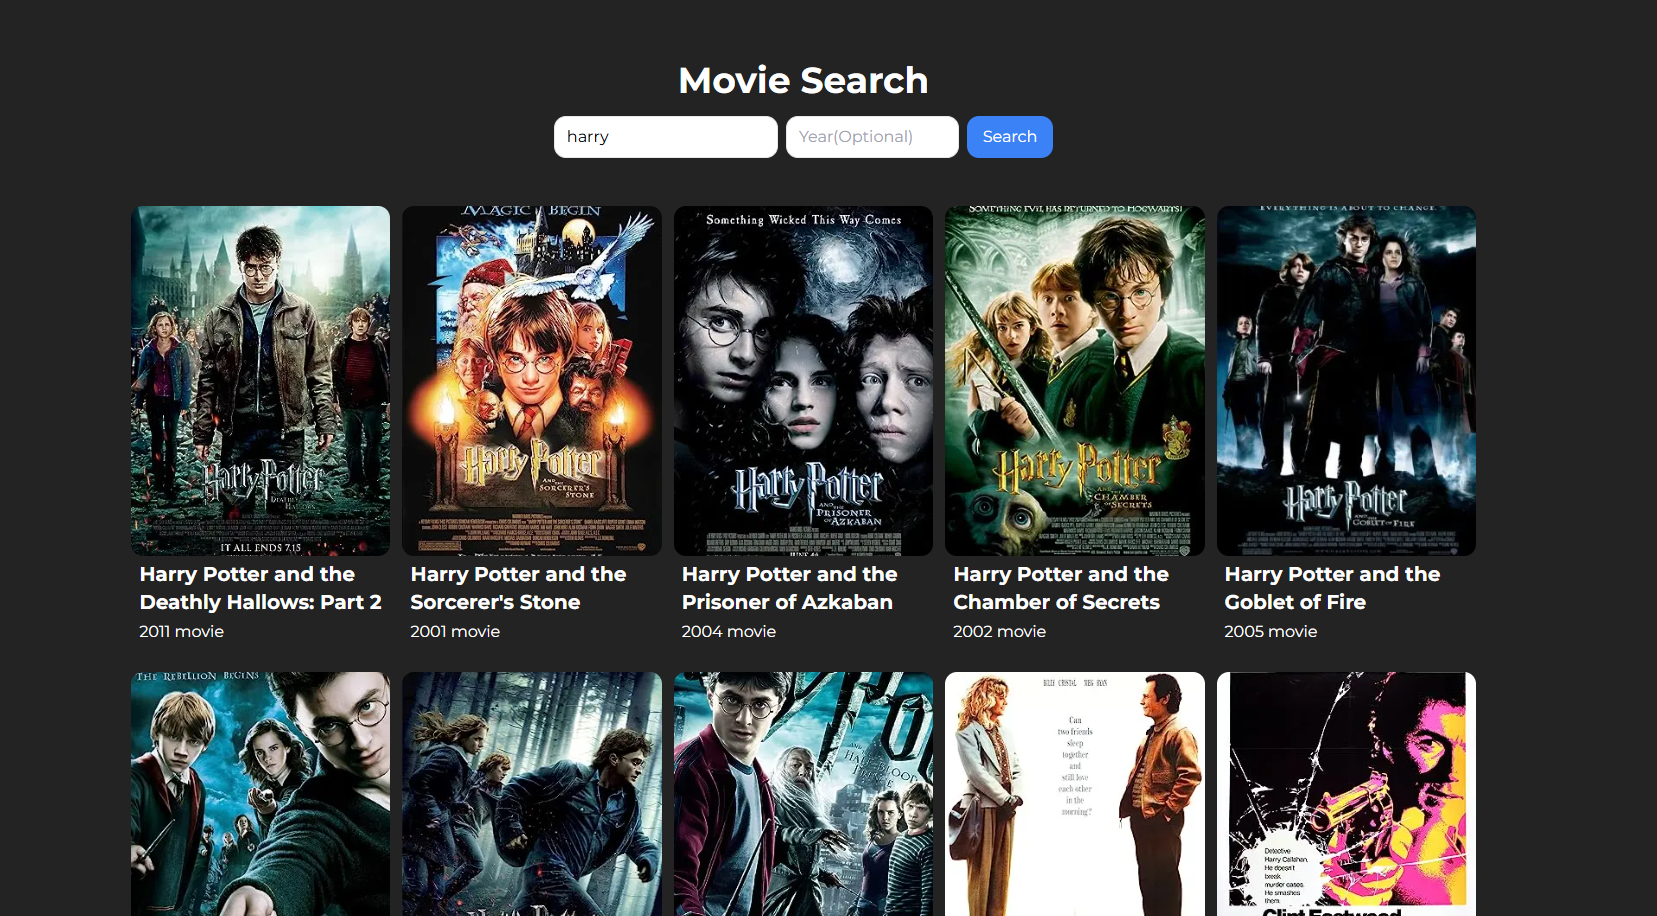 Movie Search
harry
Year(Optional)
Search
MAGIC BEGIN
Something Wicked This Way Comes
SOMETHING EVIL HAS RETURNED TO HOGWARTS!
EVERYTHING IS ABOUT TO CHANGE.
Harry Potter
DEATHLY
HALLOWS
IT ALL ENDS 7.15
Harry Potter
AND THE
SORCERER'S
STONE
Harry Potter
AND THE
PRISONER
OF AZKABAN
Harry Potter
AND THE
CHAMBER
OF SECRETS
Harry Potter
AND THE
GOBLET OF FIRE
Harry Potter and the
Deathly Hallows: Part 2
2011 movie
Harry Potter and the
Sorcerer's Stone
2001 movie
Harry Potter and the
Prisoner of Azkaban
2004 movie
Harry Potter and the
Chamber of Secrets
2002 movie
Harry Potter and the
Goblet of Fire
2005 movie
THE REBELLION BEGINS
AND THE
HALF-BLOOD
PRINCE
BILLY CRYSTAL MEG RYAN
Can
two friends
sleep
together
and
still love
each other
in the
morning?
Detective
Harry Callahan.
He doesn't
break
murder cases.
He smashes
them.
Clint Eastwood